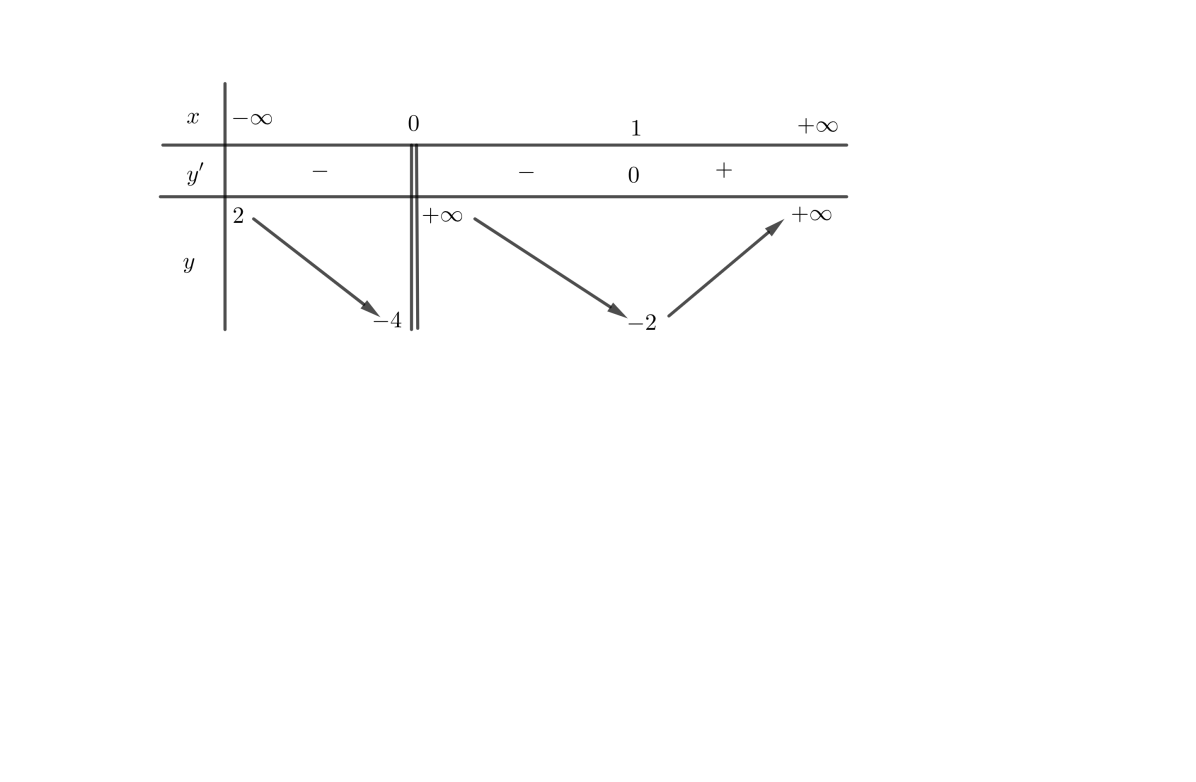 x −∞ 0 1 +∞
y′ − − 0 +
2 +∞ +∞
y
−4 −2